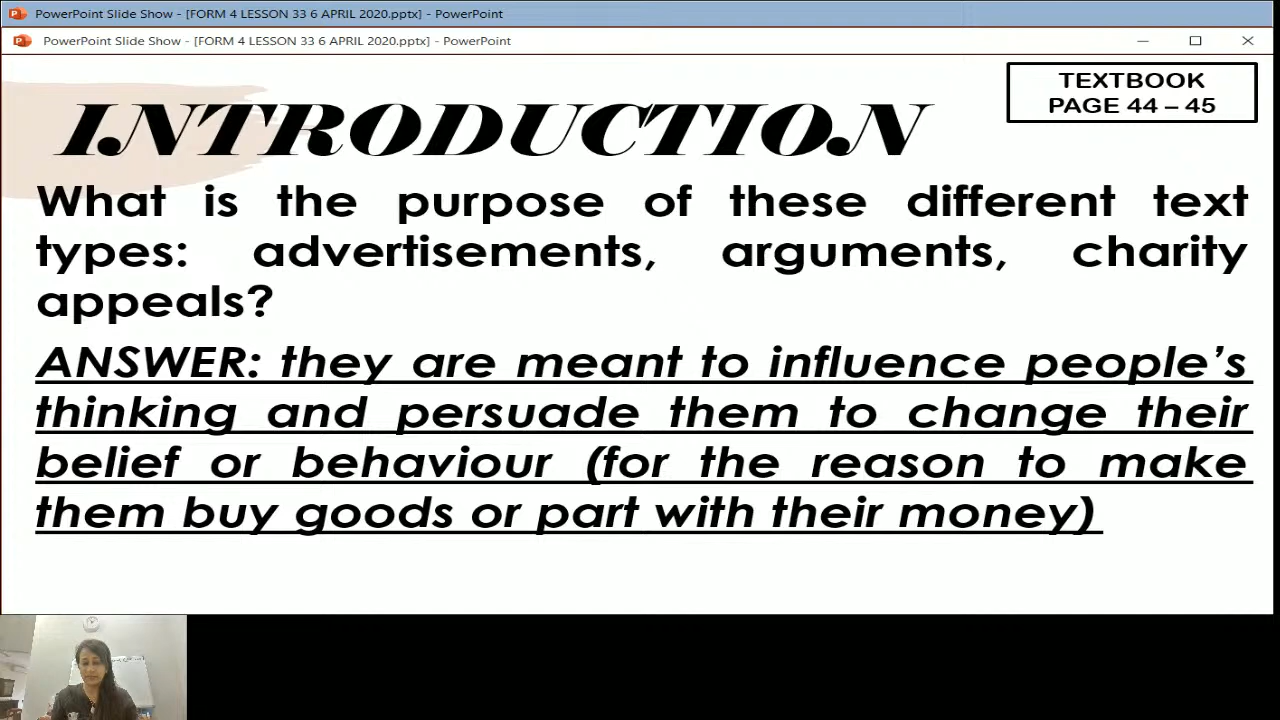 PowerPoint Slide Show - [FORM 4 LESSON 33 6 APRIL 2020.pptx] - PowerPoint
PowerPoint Slide Show - [FORM 4 LESSON 33 6 APRIL 2020.pptx] - PowerPoint
TEXTBOOK
PAGE 44 – 45
INTRODUCTION
What is the purpose of these different text
types: advertisements, arguments, charity
appeals?
ANSWER: they are meant to influence people’s
thinking and persuade them to change their
belief or behaviour (for the reason to make
them buy goods or part with their money)